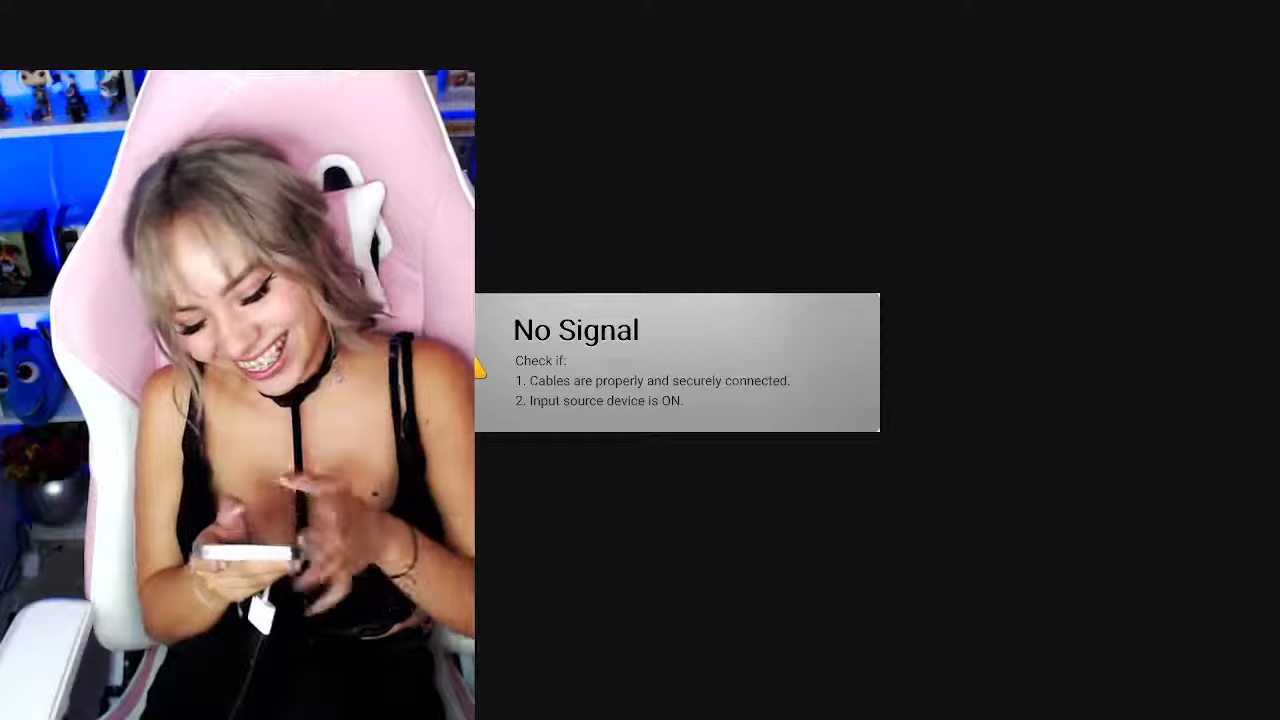 No Signal
Check if:
1. Cables are properly and securely connected.
2. Input source device is ON.